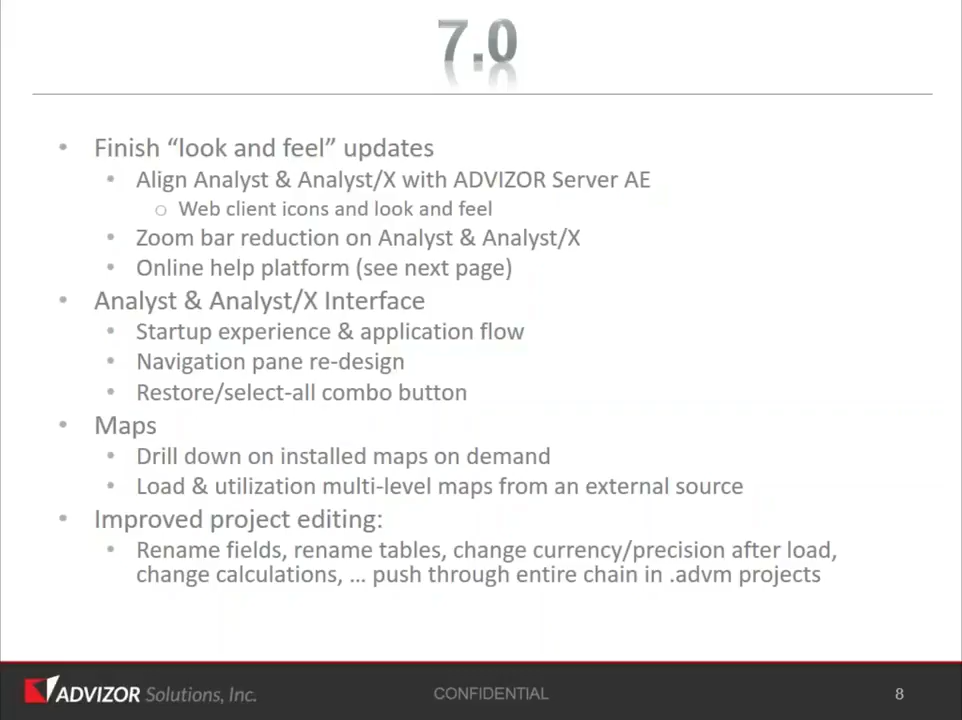 7.0
• Finish “look and feel” updates
• Align Analyst & Analyst/X with ADVIZOR Server AE
○ Web client icons and look and feel
• Zoom bar reduction on Analyst & Analyst/X
• Online help platform (see next page)
• Analyst & Analyst/X Interface
• Startup experience & application flow
• Navigation pane re-design
• Restore/select-all combo button
• Maps
• Drill down on installed maps on demand
• Load & utilization multi-level maps from an external source
• Improved project editing:
• Rename fields, rename tables, change currency/precision after load,
change calculations, … push through entire chain in .advm projects
ADVIZOR Solutions, Inc.
CONFIDENTIAL
8